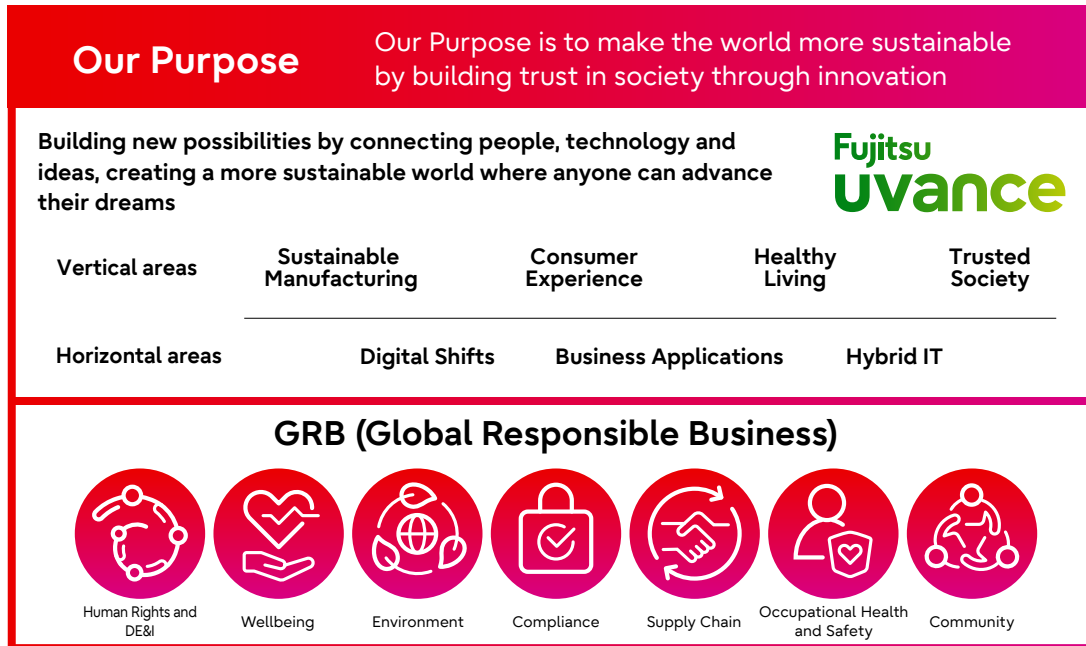 Our Purpose
Our Purpose is to make the world more sustainable
by building trust in society through innovation
Building new possibilities by connecting people, technology and
ideas, creating a more sustainable world where anyone can advance
their dreams
Fujitsu
uvance
Vertical areas
Sustainable
Manufacturing
Consumer
Experience
Healthy
Living
Trusted
Society
Horizontal areas
Digital Shifts
Business Applications
Hybrid IT
GRB (Global Responsible Business)
Human Rights and
DE&I
Wellbeing
Environment
Compliance
Supply Chain
Occupational Health
and Safety
Community